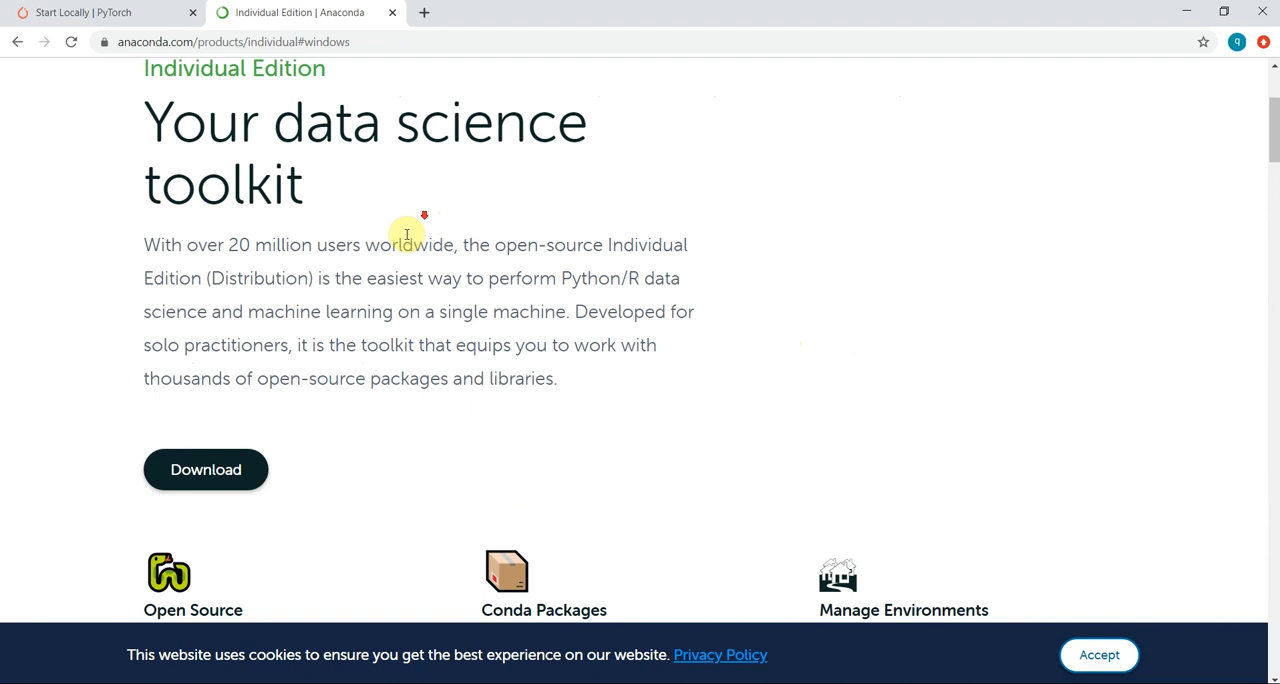 Start Locally | PyTorch
Individual Edition | Anaconda
anaconda.com/products/individual#windows
q
Individual Edition
Your data science
toolkit
With over 20 million users worldwide, the open-source Individual
Edition (Distribution) is the easiest way to perform Python/R data
science and machine learning on a single machine. Developed for
solo practitioners, it is the toolkit that equips you to work with
thousands of open-source packages and libraries.
Download
Open Source
Conda Packages
Manage Environments
This website uses cookies to ensure you get the best experience on our website. Privacy Policy
Accept